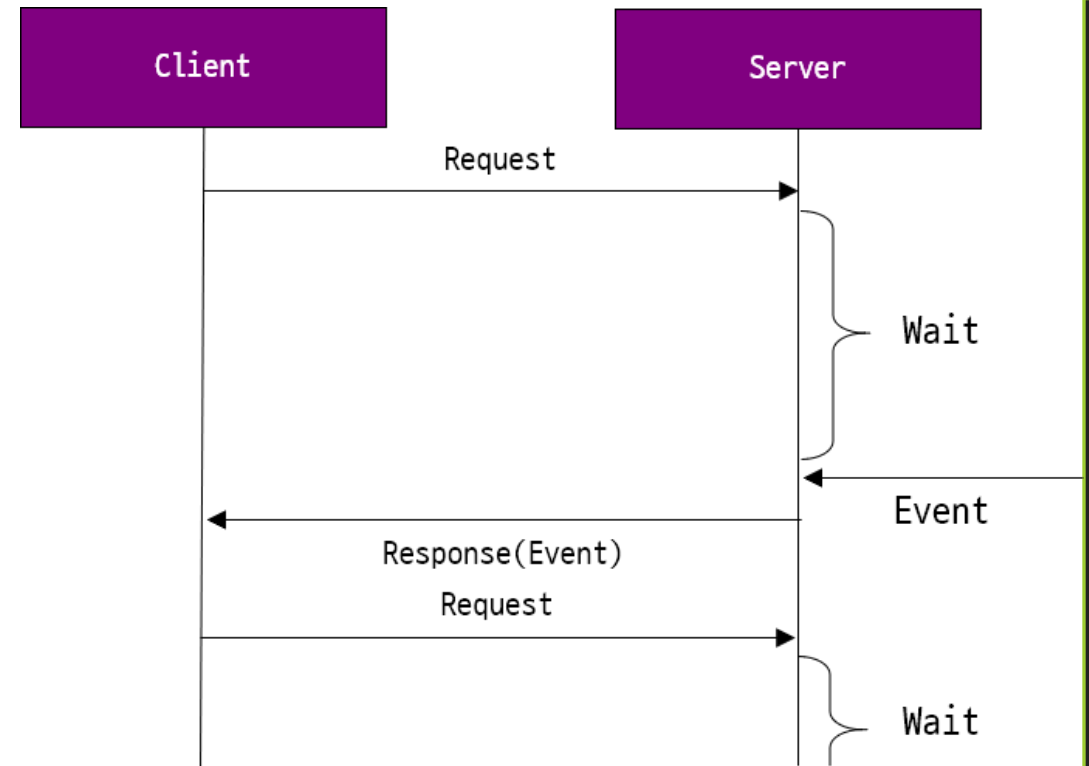 Client
Server
Request
Wait
Event
Response(Event)
Request
Wait